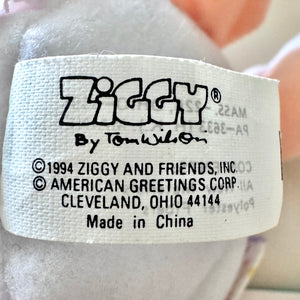 ZiGGY®
By Tom Wilson
©1994 ZIGGY AND FRIENDS, INC.
© AMERICAN GREETINGS CORP.
CLEVELAND, OHIO 44144
Made in China